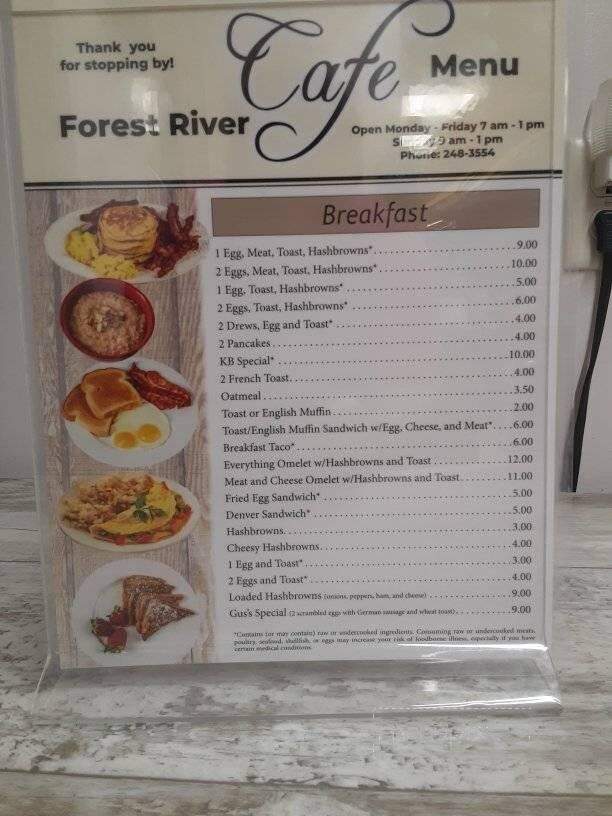 Thank you
for stopping by!
Cafe Menu
Forest River
Open Monday - Friday 7 am - 1 pm
9 am - 1 pm
Phone: 248-3554
Breakfast
1 Egg, Meat, Toast, Hashbrowns* 9.00
2 Eggs, Meat, Toast, Hashbrowns* 10.00
1 Egg, Toast, Hashbrowns* 5.00
2 Eggs, Toast, Hashbrowns* 6.00
2 Drews, Egg and Toast* 4.00
2 Pancakes 4.00
KB Special* 10.00
2 French Toast 4.00
Oatmeal 3.50
Toast or English Muffin 2.00
Toast/English Muffin Sandwich w/Egg, Cheese, and Meat* 6.00
Breakfast Taco* 6.00
Everything Omelet w/Hashbrowns and Toast 12.00
Meat and Cheese Omelet w/Hashbrowns and Toast 11.00
Fried Egg Sandwich* 5.00
Denver Sandwich* 5.00
Hashbrowns 3.00
Cheesy Hashbrowns 4.00
1 Egg and Toast* 3.00
2 Eggs and Toast* 4.00
Loaded Hashbrowns (onions, peppers, ham, and cheese) 9.00
Gus's Special (2 scrambled eggs with German sausage and wheat toast) 9.00
*Contains (or may contain) raw or undercooked ingredients. Consuming raw or undercooked meats,
poultry, seafood, shellfish, or eggs may increase your risk of foodborne illness, especially if you have
certain medical conditions.